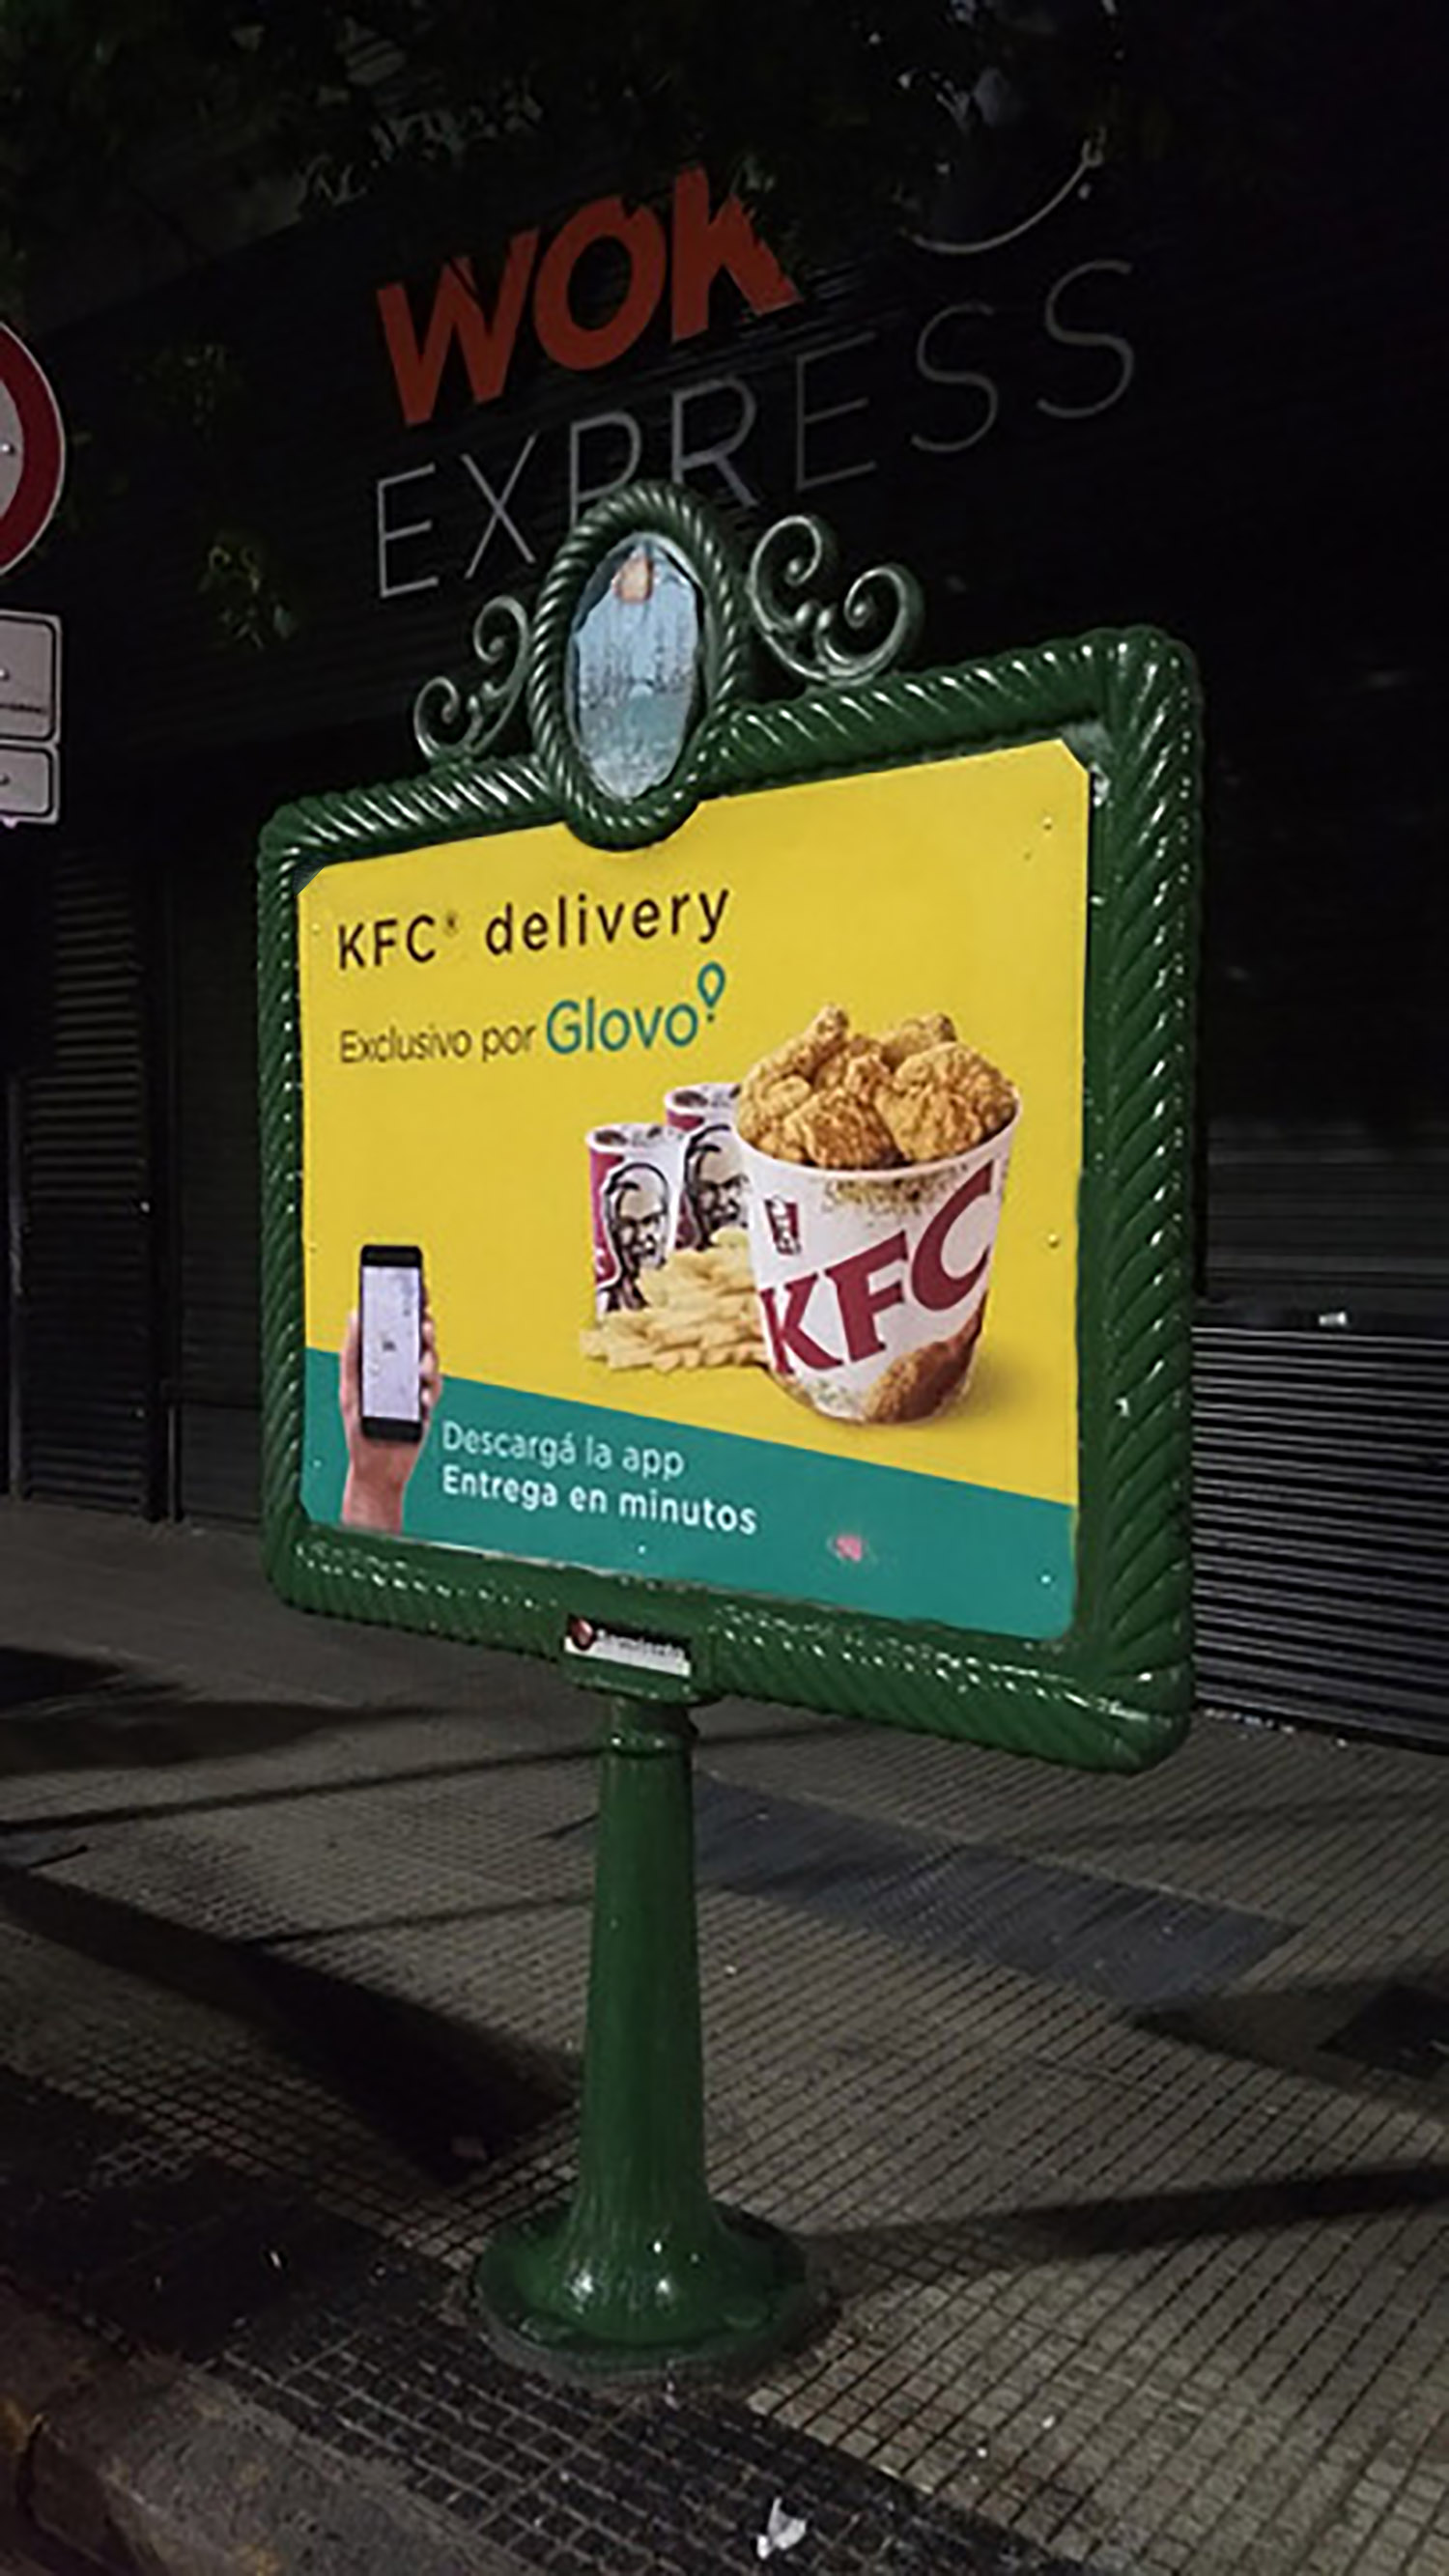 WOK
EXPRESS
KFC® delivery
Exclusivo por Glovo
KFC
Descargá la app
Entrega en minutos